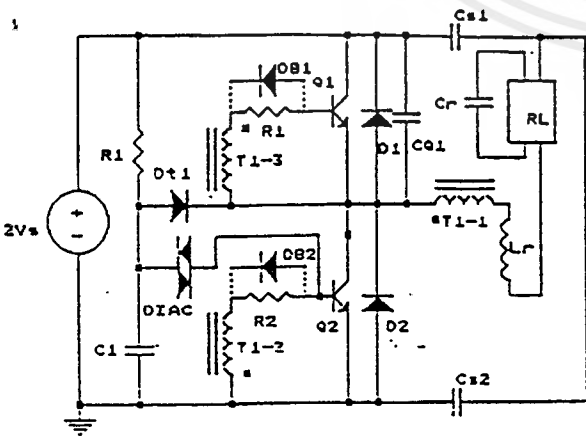 Cs1
DB1
Q1
R1
Cr
RL
R1
D1
CQ1
Dt1
T1-3
2Vs
T1-1
Lr
DB2
DIAC
R2
Q2
D2
C1
T1-2
Cs2